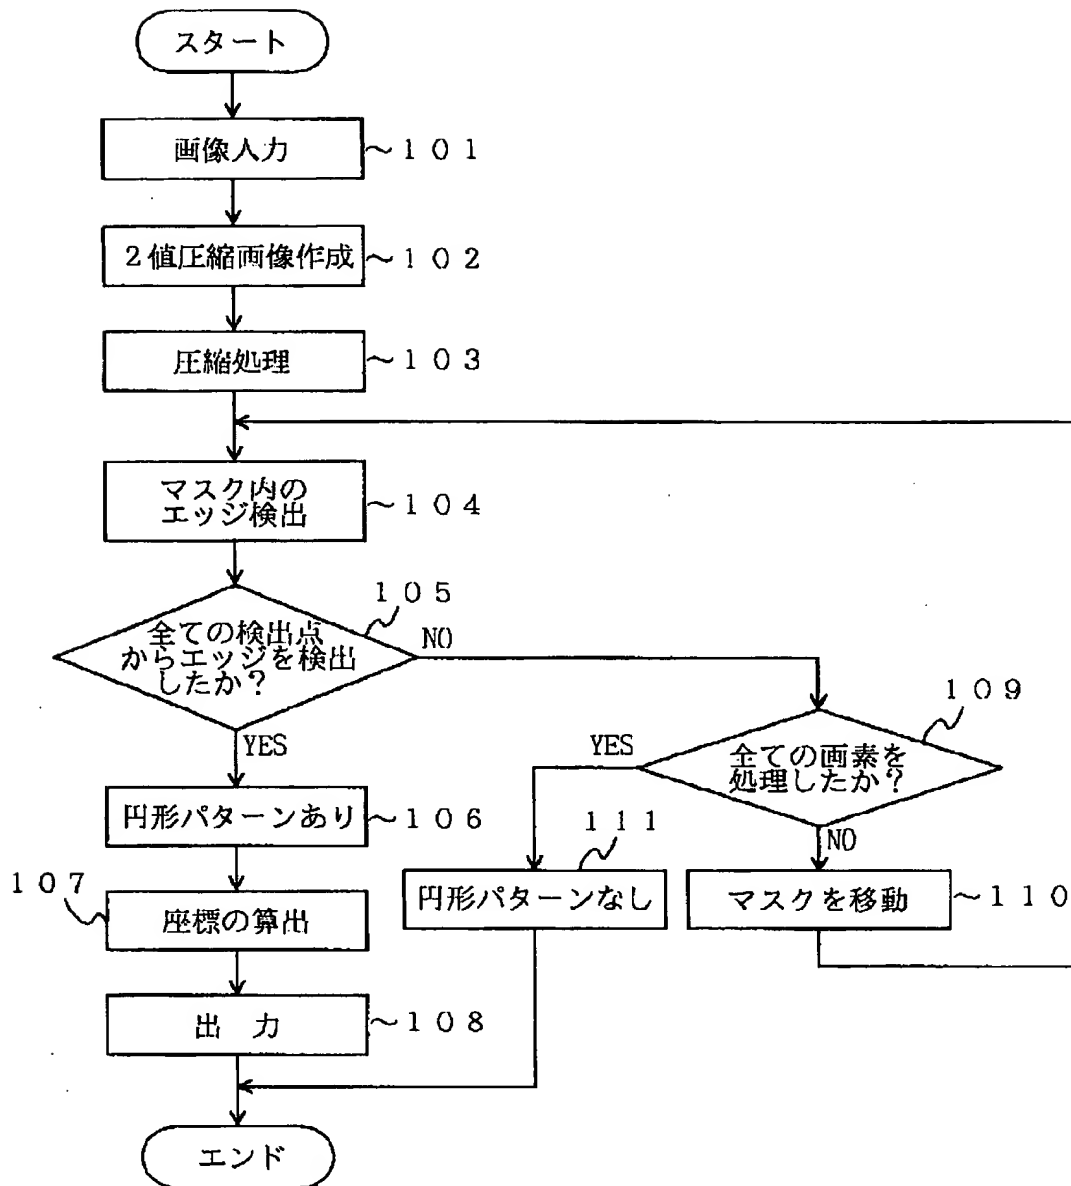 スタート
画像人力
~101
2値圧縮画像作成
~102
圧縮処理
~103
マスク内の
エッジ検出
~104
105
全ての検出点
からエッジを検出
したか?
NO
YES
109
全ての画素を
処理したか?
YES
NO
円形パターンあり
~106
111
107
座標の算出
円形パターンなし
マスクを移動
~110
出 力
~108
エンド